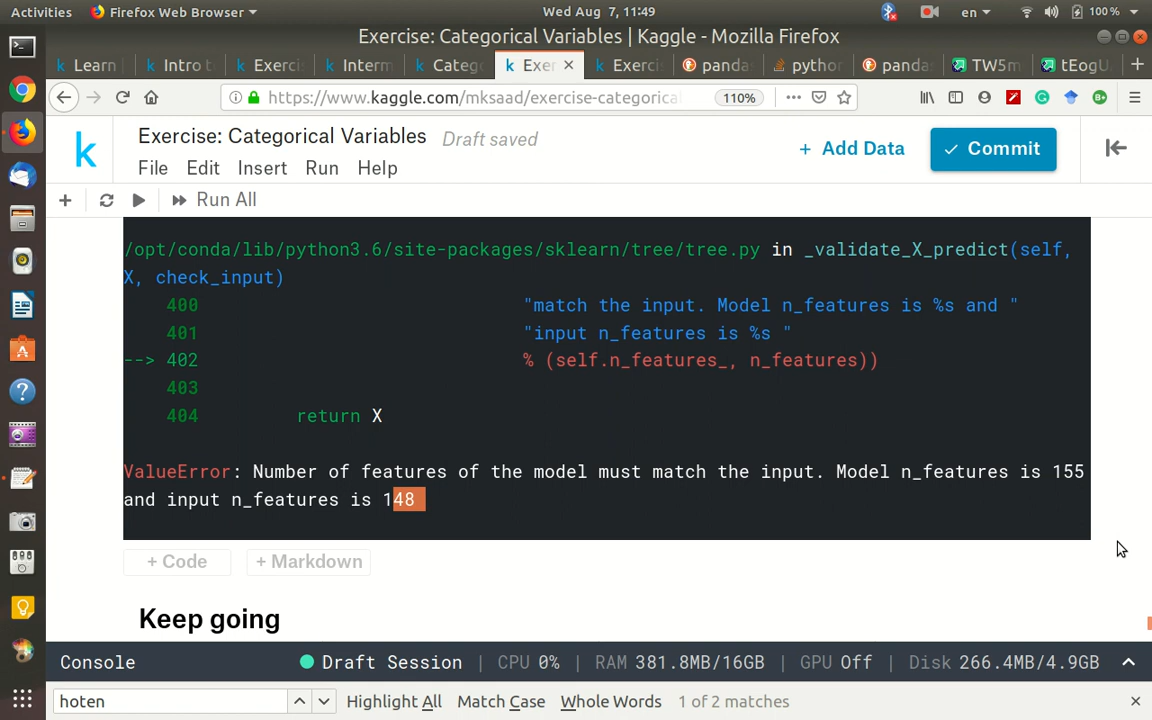 Activities Firefox Web Browser Wed Aug 7, 11:49 en 100 %
Exercise: Categorical Variables | Kaggle - Mozilla Firefox
Learn Intro t Exerci Interm Catego Exer Exerci panda python panda TW5m tEogU
https://www.kaggle.com/mksaad/exercise-categorica 110%
Exercise: Categorical Variables Draft saved
+ Add Data Commit
File Edit Insert Run Help
Run All
/opt/conda/lib/python3.6/site-packages/sklearn/tree/tree.py in _validate_X_predict(self,
X, check_input)
400 "match the input. Model n_features is %s and "
401 "input n_features is %s "
--> 402 % (self.n_features_, n_features))
403
404 return X
ValueError: Number of features of the model must match the input. Model n_features is 155
and input n_features is 148
+ Code + Markdown
Keep going
Console Draft Session | CPU 0% | RAM 381.8MB/16GB | GPU Off | Disk 266.4MB/4.9GB
hoten Highlight All Match Case Whole Words 1 of 2 matches